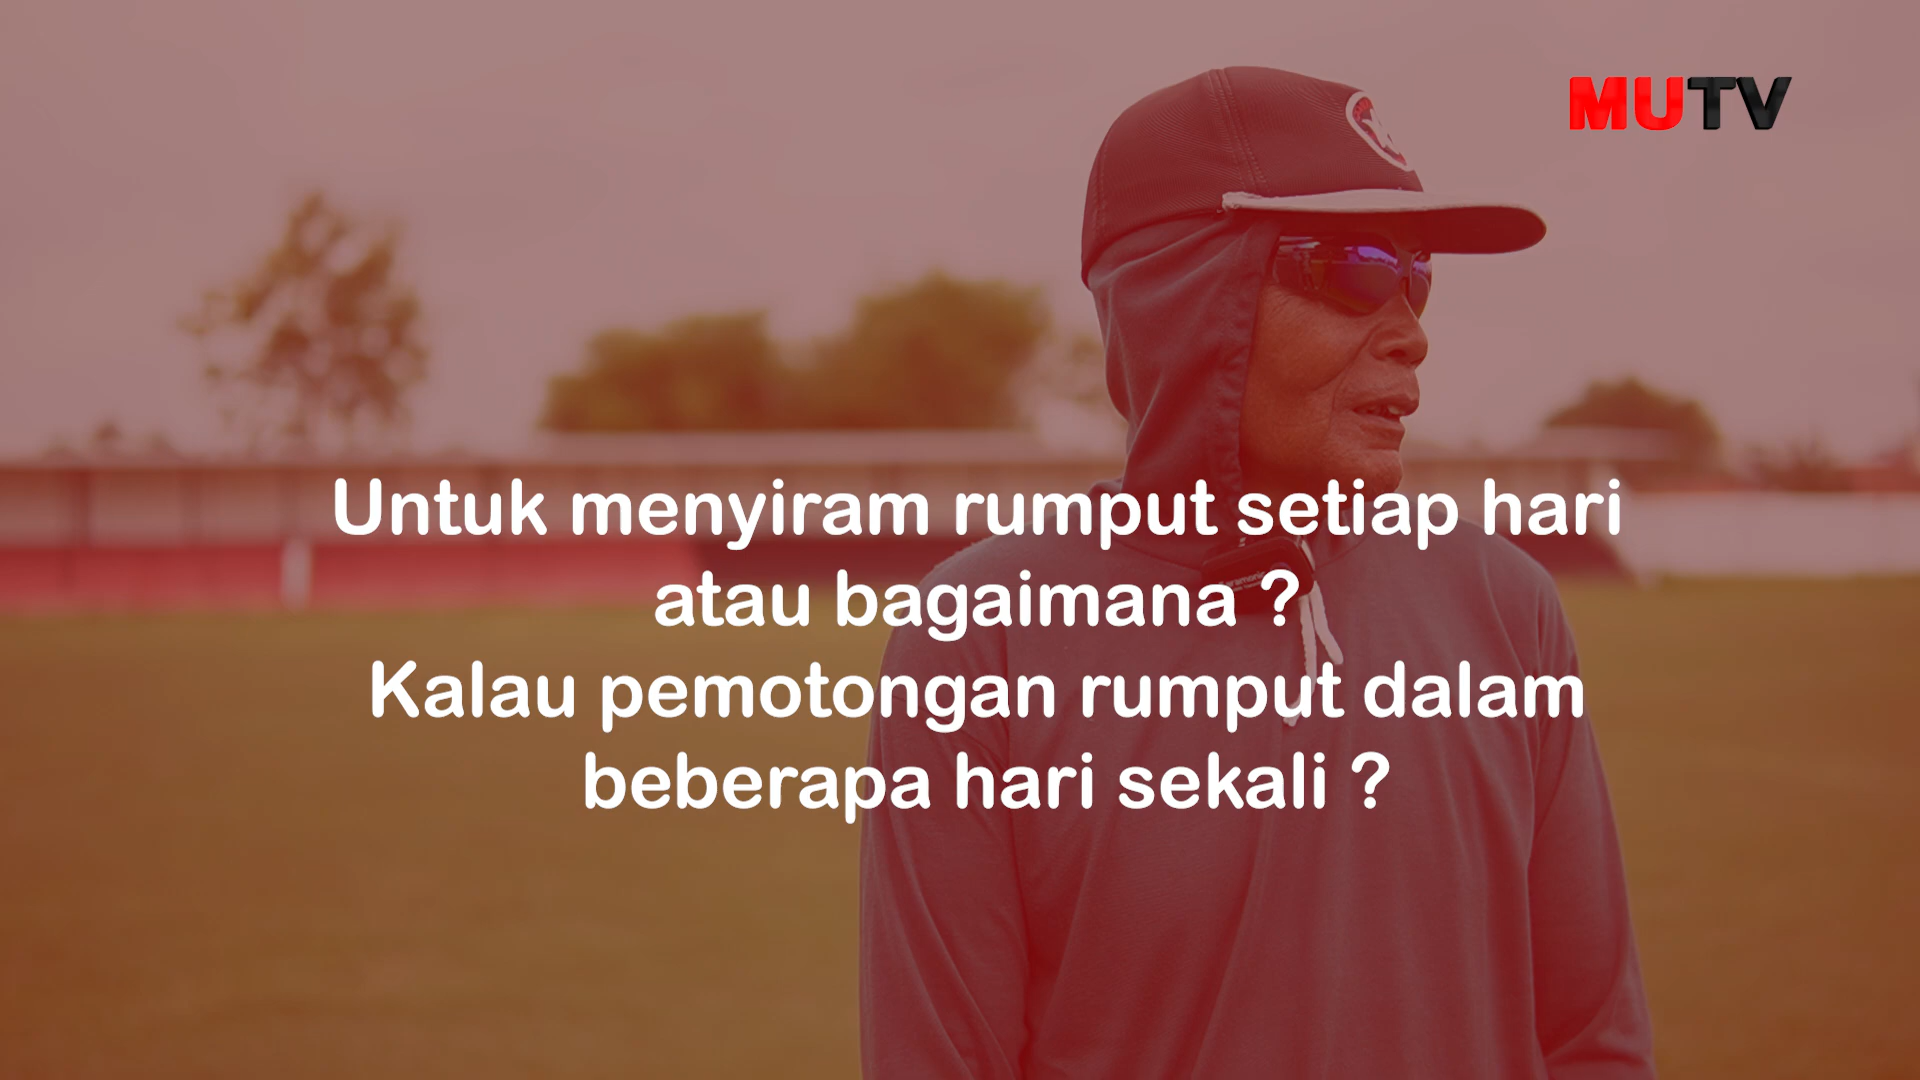 MUTV
Untuk menyiram rumput setiap hari
atau bagaimana ?
Kalau pemotongan rumput dalam
beberapa hari sekali ?